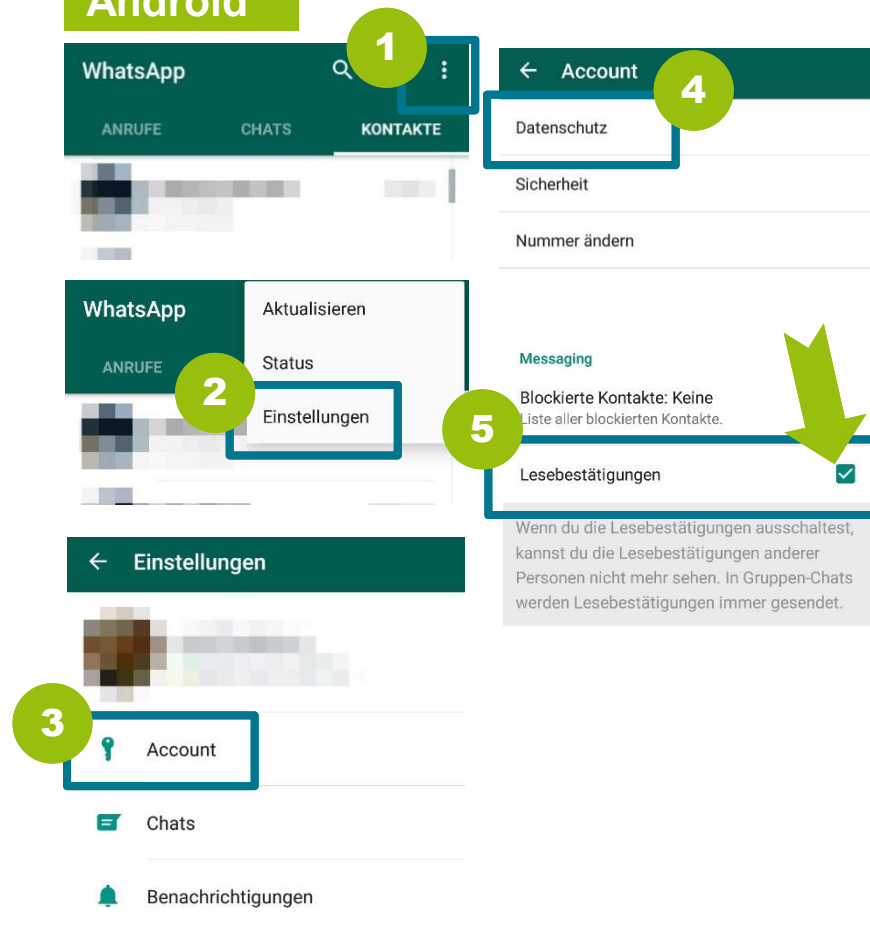 Android
1
WhatsApp
ANRUFE CHATS KONTAKTE
2
WhatsApp
ANRUFE
Aktualisieren
Status
Einstellungen
3
Einstellungen
Account
Chats
Benachrichtigungen
4
Account
Datenschutz
Sicherheit
Nummer ändern
Messaging
Blockierte Kontakte: Keine
Liste aller blockierten Kontakte.
5
Lesebestätigungen
Wenn du die Lesebestätigungen ausschaltest,
kannst du die Lesebestätigungen anderer
Personen nicht mehr sehen. In Gruppen-Chats
werden Lesebestätigungen immer gesendet.